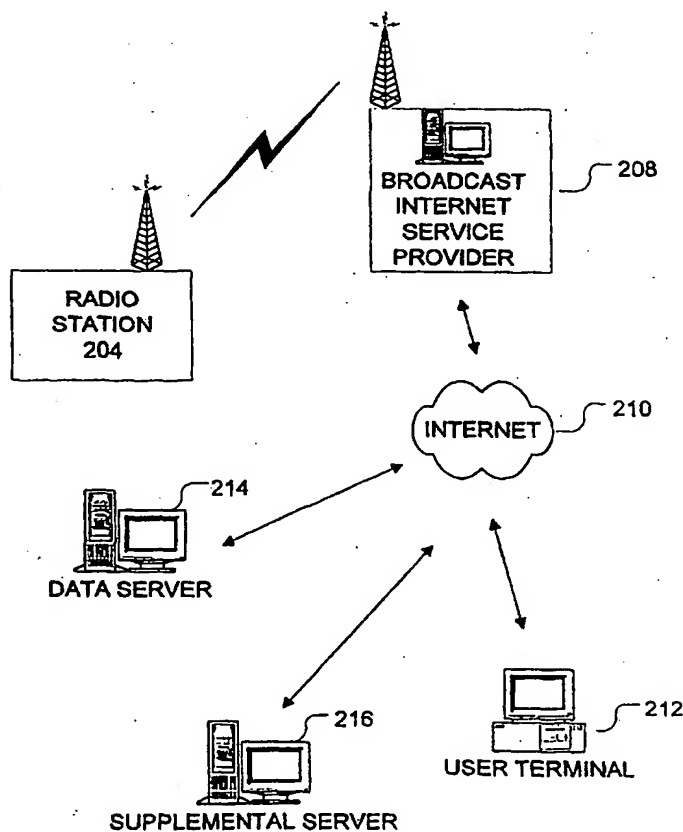 BROADCAST
INTERNET
SERVICE
PROVIDER
208
RADIO
STATION
204
INTERNET
210
214
DATA SERVER
216
SUPPLEMENTAL SERVER
212
USER TERMINAL